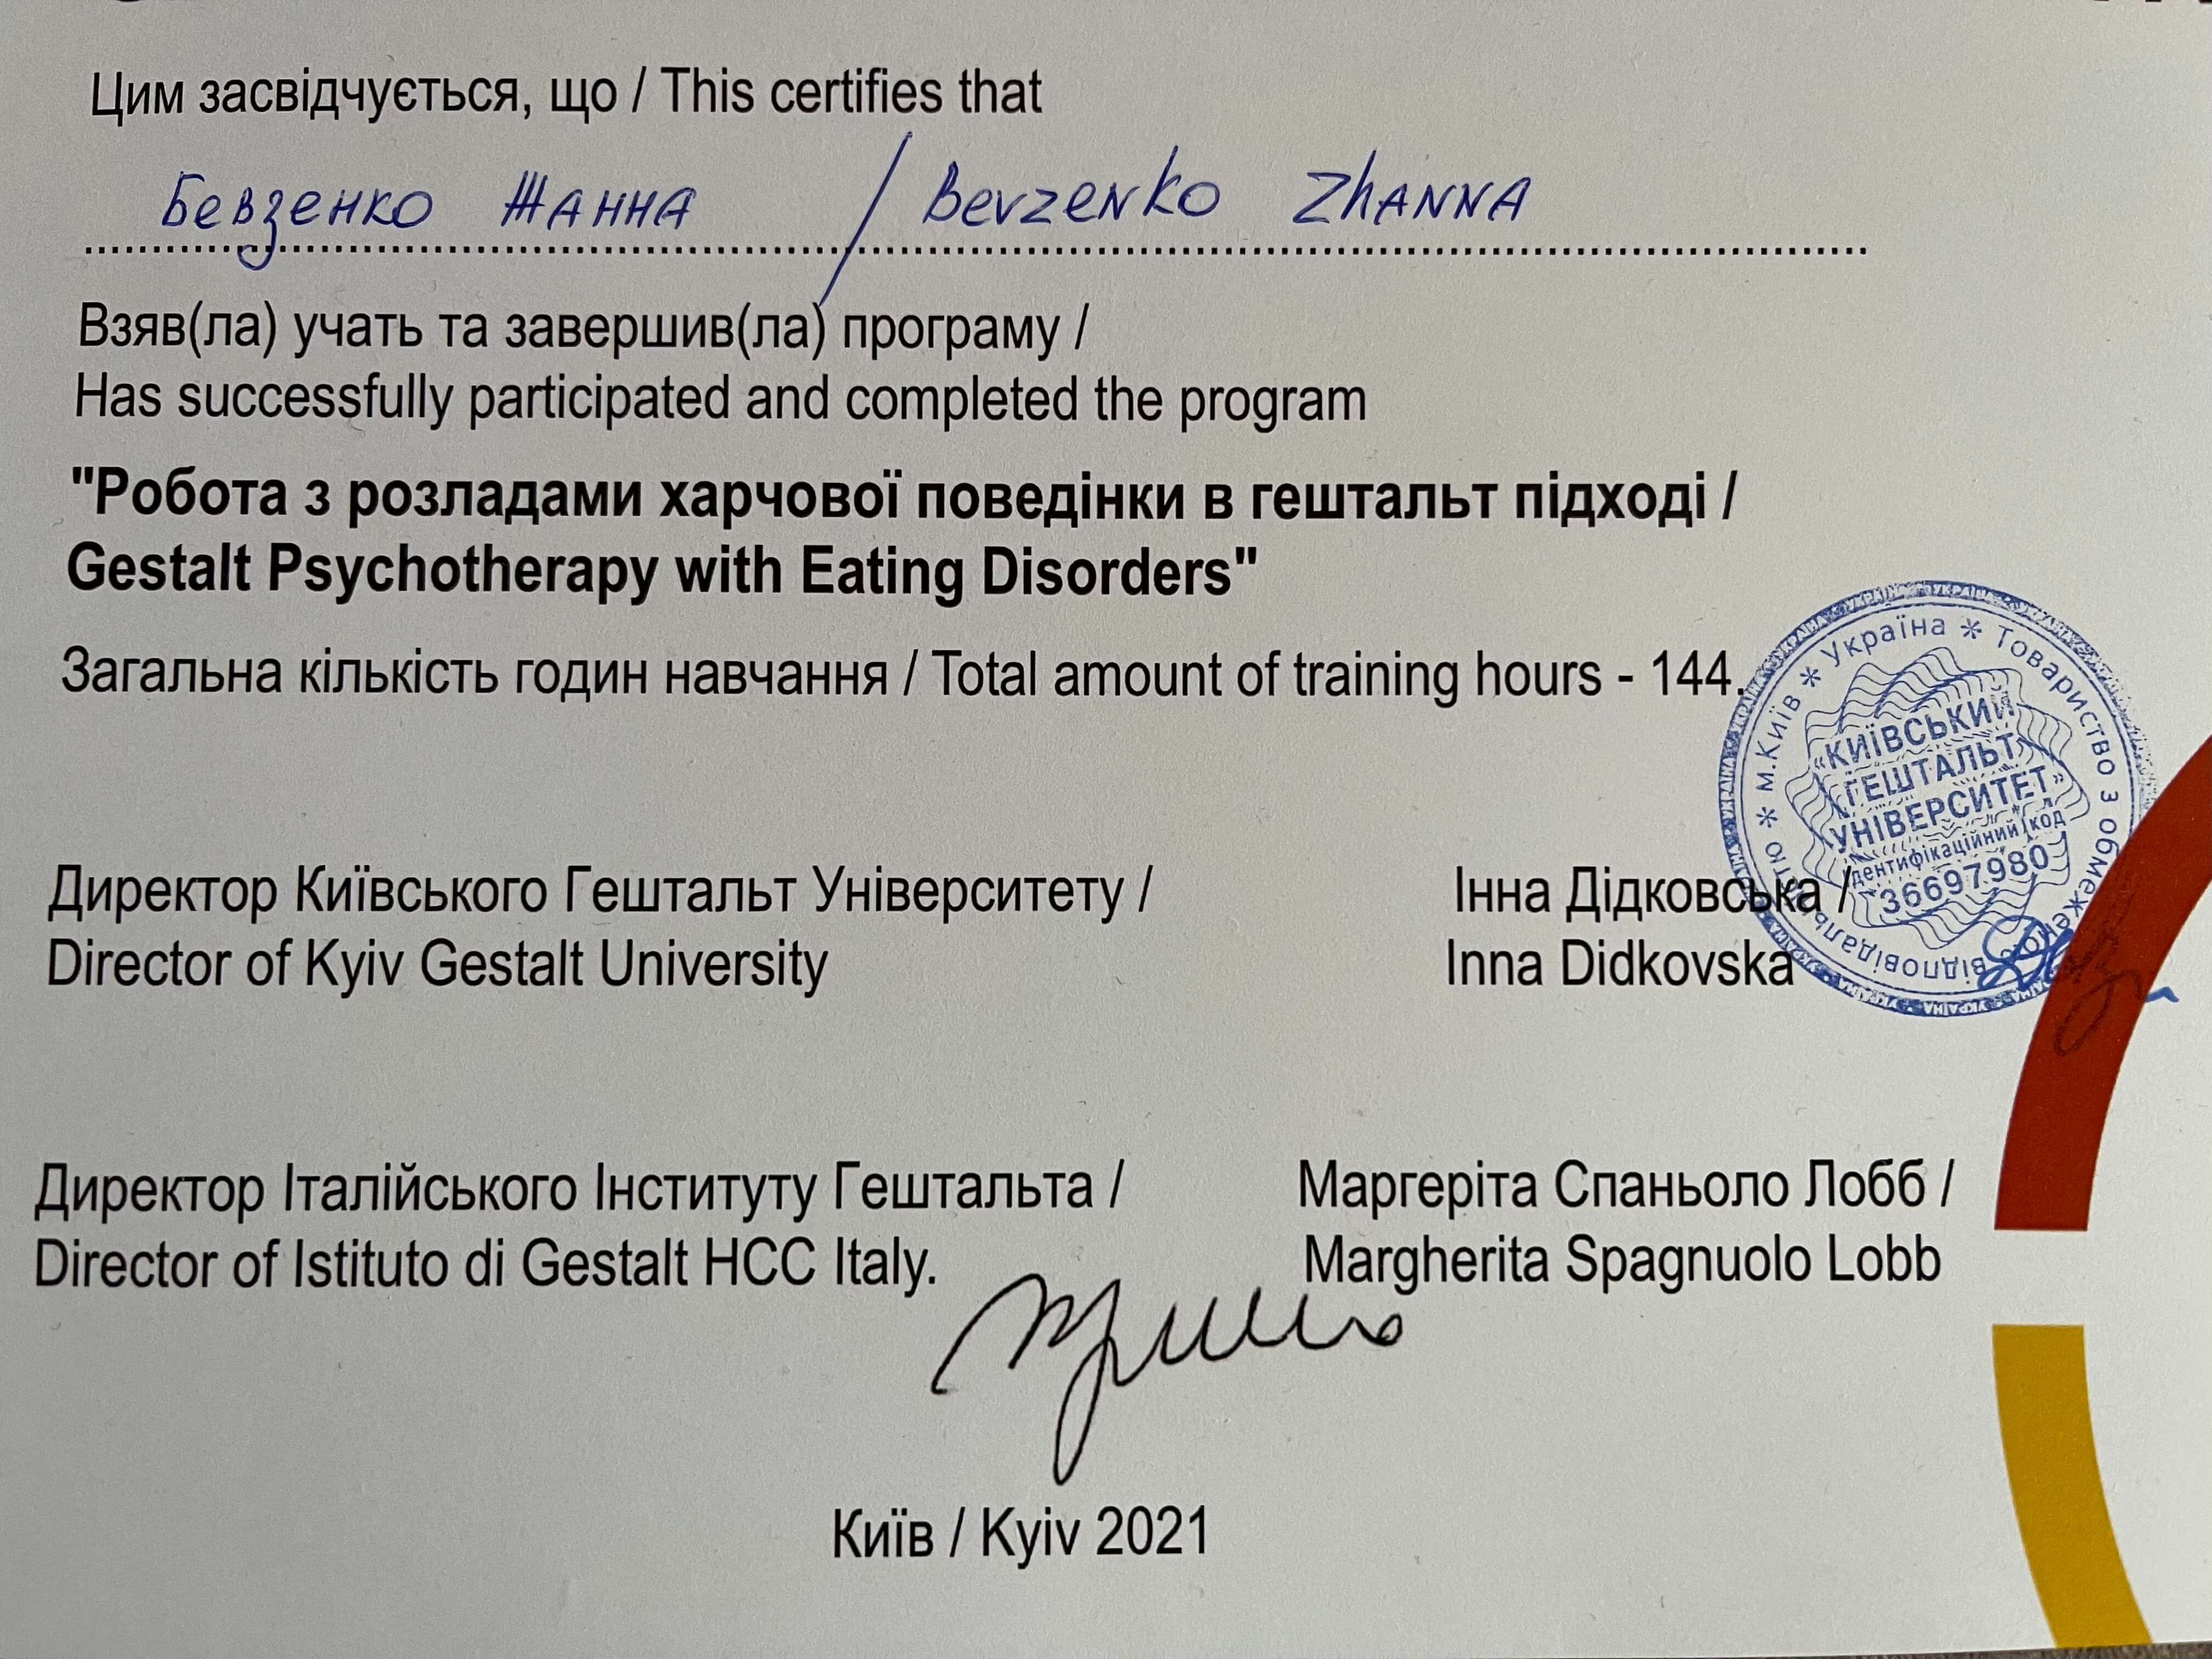 Цим засвідчується, що / This certifies that
Бевзенко Жанна / Bevzenko Zhanna
Взяв(ла) учать та завершив(ла) програму /
Has successfully participated and completed the program
"Робота з розладами харчової поведінки в гештальт підході /
Gestalt Psychotherapy with Eating Disorders"
Загальна кількість годин навчання / Total amount of training hours - 144.
м.Київ * Україна * Товариство з обмеженою відповідальністю *
«КИЇВСЬКИЙ
ГЕШТАЛЬТ
УНІВЕРСИТЕТ»
Ідентифікаційний код
36697980
Директор Київського Гештальт Університету / Інна Дідковська /
Director of Kyiv Gestalt University Inna Didkovska
Директор Італійського Інституту Гештальта / Маргеріта Спаньоло Лобб /
Director of Istituto di Gestalt HCC Italy. Margherita Spagnuolo Lobb
Київ / Kyiv 2021